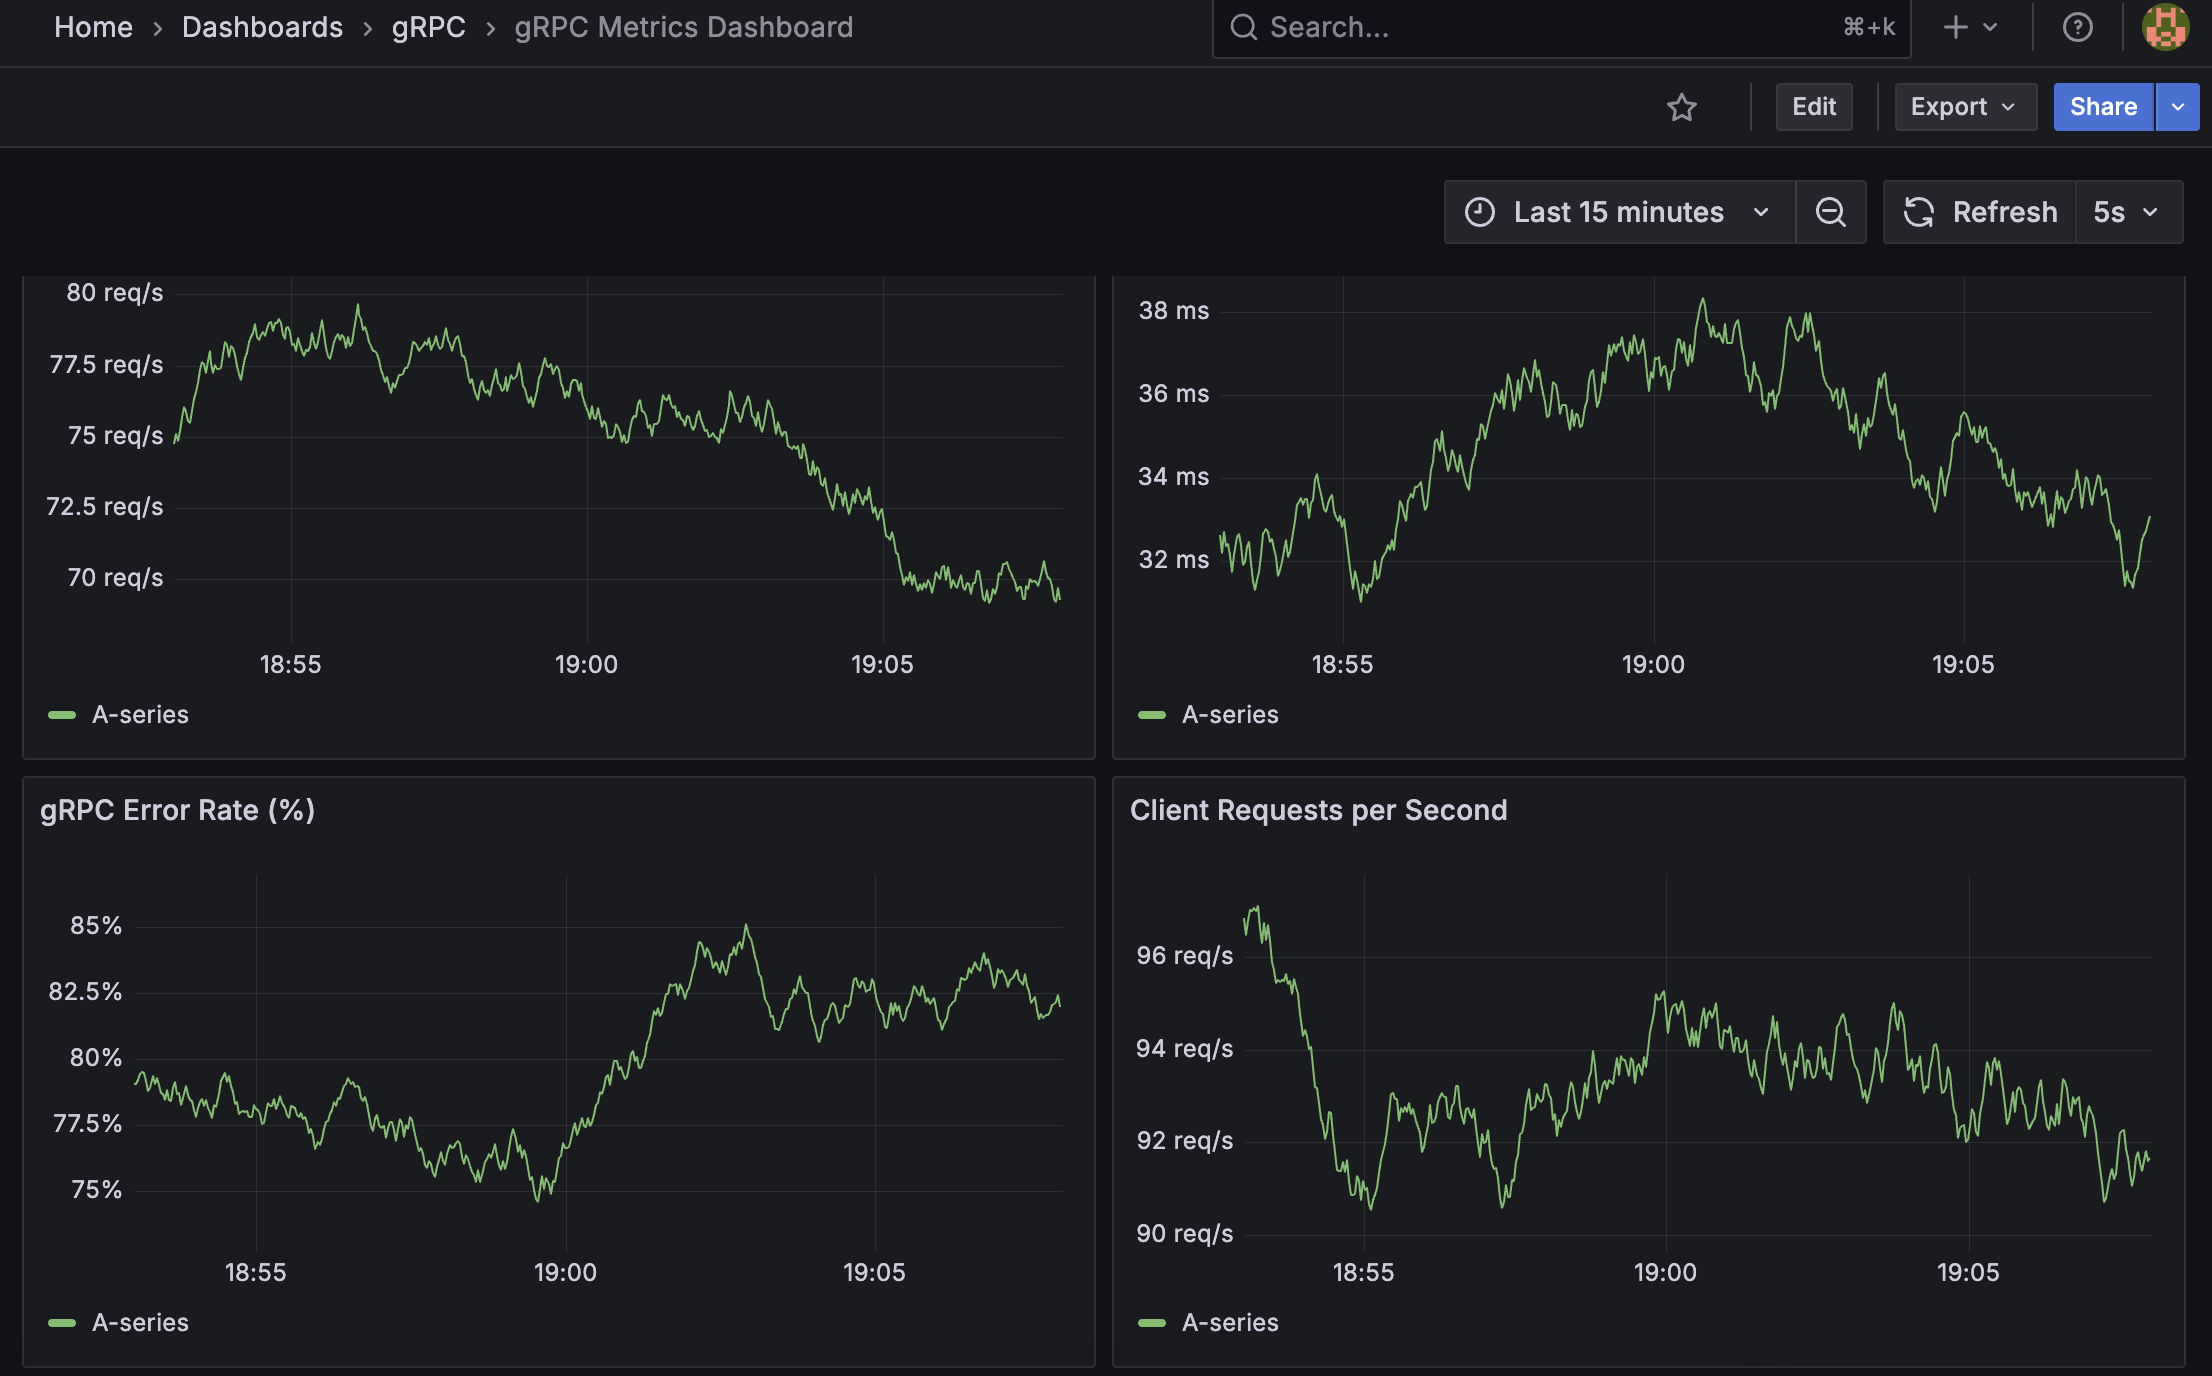 Home > Dashboards > gRPC > gRPC Metrics Dashboard
Search...
⌘+k
Edit
Export
Share
Last 15 minutes
Refresh
5s
80 req/s
77.5 req/s
75 req/s
72.5 req/s
70 req/s
18:55 19:00 19:05
A-series
38 ms
36 ms
34 ms
32 ms
18:55 19:00 19:05
A-series
gRPC Error Rate (%)
85%
82.5%
80%
77.5%
75%
18:55 19:00 19:05
A-series
Client Requests per Second
96 req/s
94 req/s
92 req/s
90 req/s
18:55 19:00 19:05
A-series